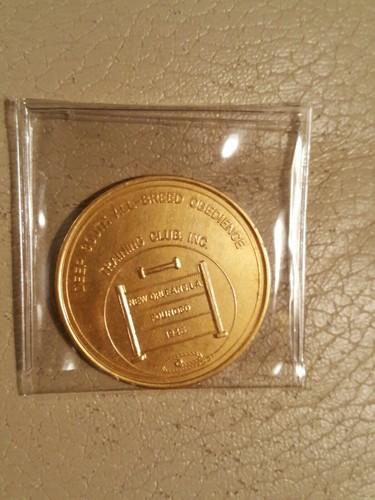 DEEP SOUTH ALL-BREED OBEDIENCE
TRAINING CLUB, INC.
NEW ORLEANS, LA
FOUNDED